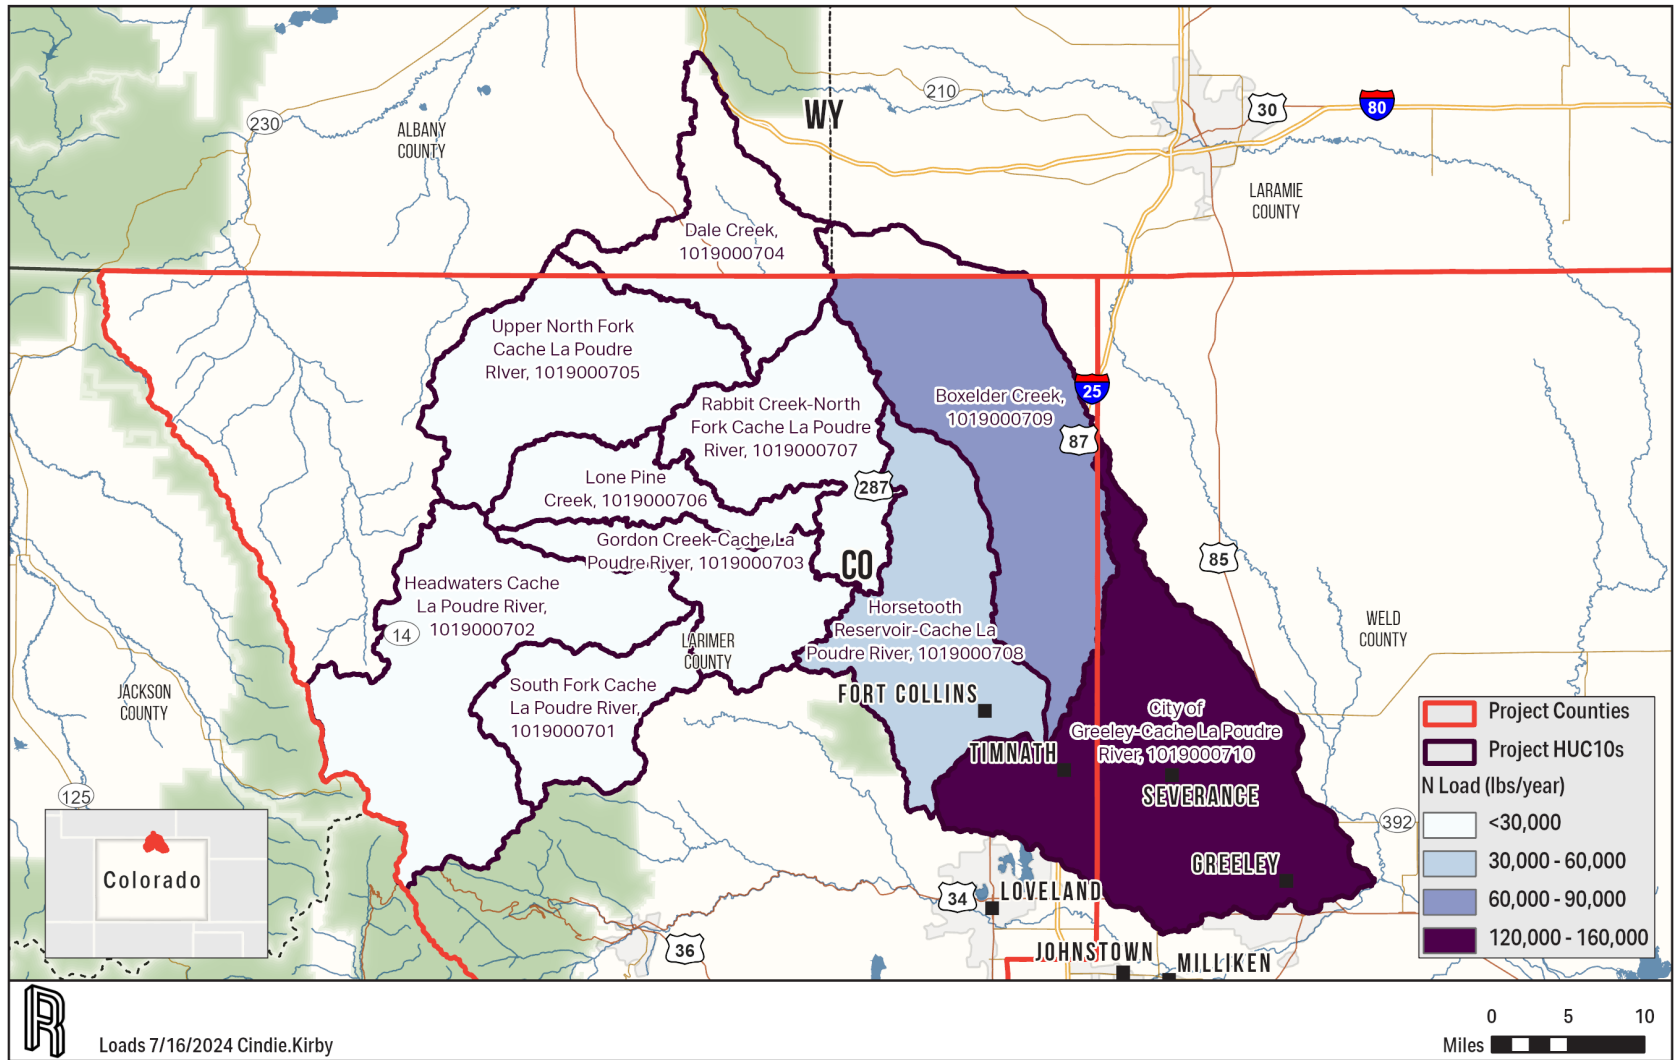 WY
210
30
80
230
ALBANY
COUNTY
LARAMIE
COUNTY
Dale Creek,
1019000704
Upper North Fork
Cache La Poudre
RIver, 1019000705
25
Boxelder Creek,
1019000709
87
Rabbit Creek-North
Fork Cache La Poudre
River, 1019000707
Lone Pine
Creek, 1019000706
287
Gordon Creek-Cache La
Poudre River, 1019000703
CO
85
Headwaters Cache
La Poudre River,
1019000702
14
Horsetooth
Reservoir-Cache La
Poudre River, 1019000708
LARIMER
COUNTY
WELD
COUNTY
JACKSON
COUNTY
South Fork Cache
La Poudre River,
1019000701
FORT COLLINS
City of
Greeley-Cache La Poudre
River, 1019000710
TIMNATH
SEVERANCE
125
392
GREELEY
34
LOVELAND
36
JOHNSTOWN
MILLIKEN
Colorado
Project Counties
Project HUC10s
N Load (lbs/year)
<30,000
30,000 - 60,000
60,000 - 90,000
120,000 - 160,000
R
Loads 7/16/2024 Cindie.Kirby
0 5 10
Miles